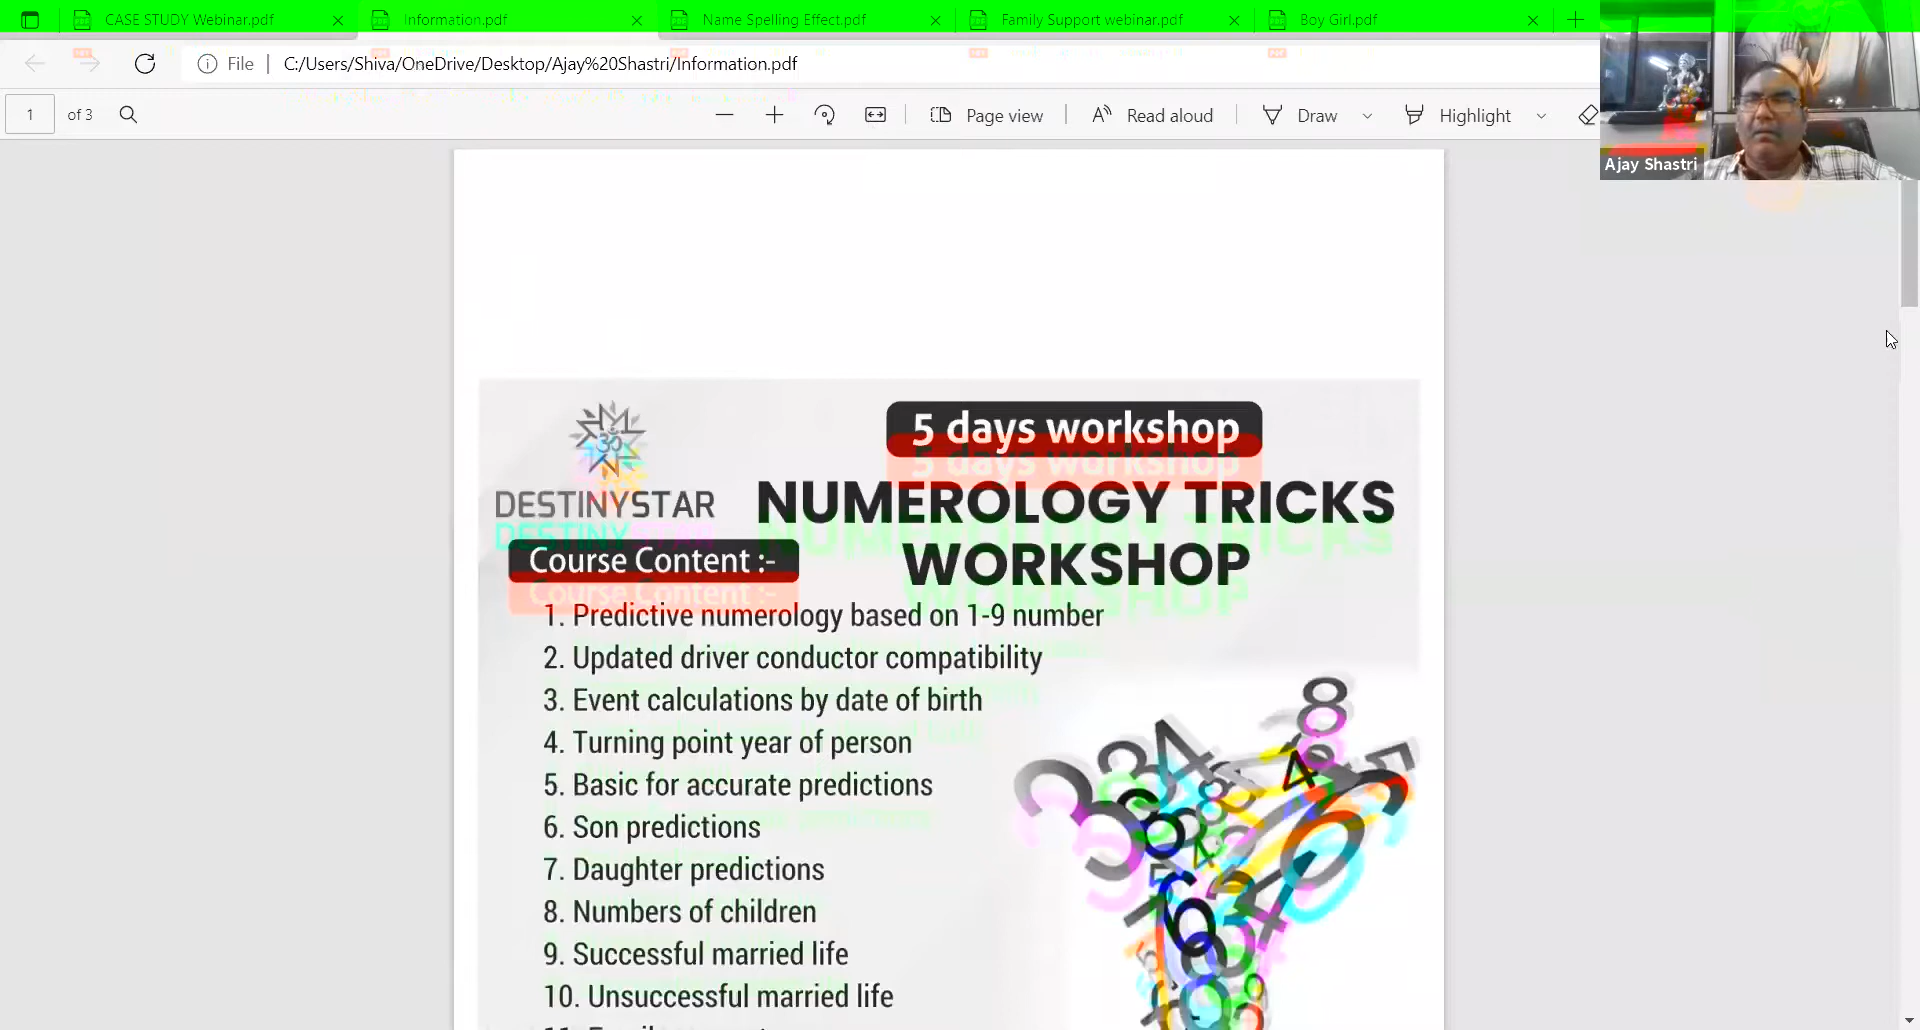 CASE STUDY Webinar.pdf
Information.pdf
Name Spelling Effect.pdf
Family Support webinar.pdf
Boy Girl.pdf
File
C:/Users/Shiva/OneDrive/Desktop/Ajay%20Shastri/Information.pdf
1 of 3
Page view
Read aloud
Draw
Highlight
Ajay Shastri
5 days workshop
DESTINYSTAR
NUMEROLOGY TRICKS
WORKSHOP
Course Content :-
1. Predictive numerology based on 1-9 number
2. Updated driver conductor compatibility
3. Event calculations by date of birth
4. Turning point year of person
5. Basic for accurate predictions
6. Son predictions
7. Daughter predictions
8. Numbers of children
9. Successful married life
10. Unsuccessful married life